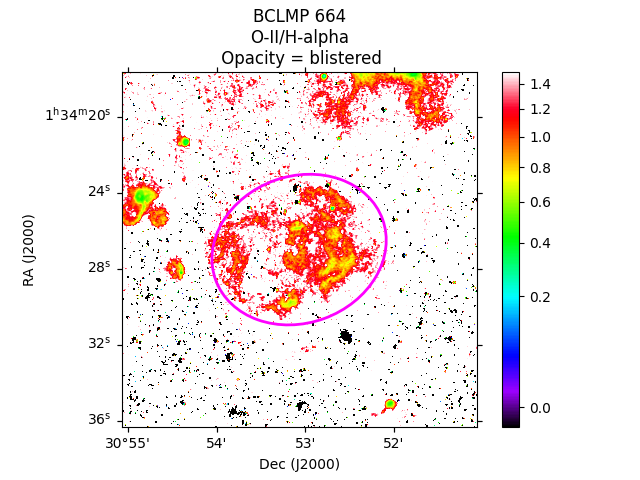 BCLMP 664
O-II/H-alpha
Opacity = blistered
1ʰ34ᵐ20ˢ
24ˢ
28ˢ
32ˢ
36ˢ
RA (J2000)
30°55' 54' 53' 52'
Dec (J2000)
1.4
1.2
1.0
0.8
0.6
0.4
0.2
0.0